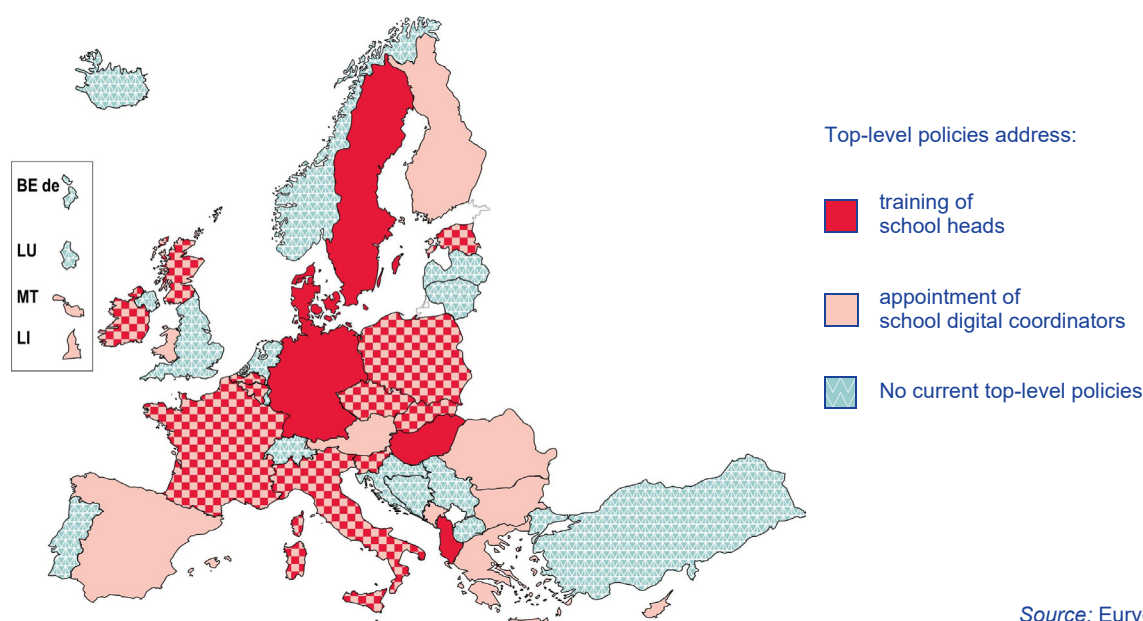 BE de
LU
MT
LI
Top-level policies address:
training of
school heads
appointment of
school digital coordinators
No current top-level policies
Source: